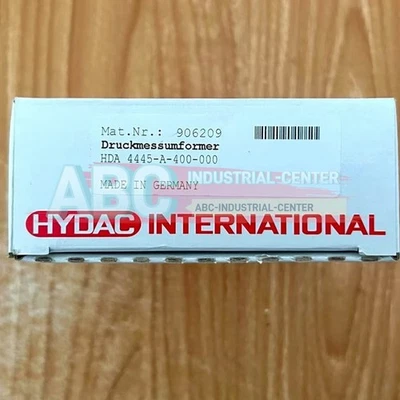 Mat.Nr.: 906209
Druckmessumformer
HDA 4445-A-400-000
ABC INDUSTRIAL-CENTER
MADE IN GERMANY
ABC-INDUSTRIAL-CENTER
HYDAC INTERNATIONAL